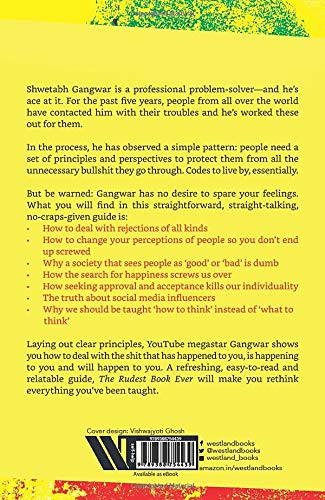 Shwetabh Gangwar is a professional problem-solver—and he's
ace at it. For the past five years, people from all over the world
have contacted him with their troubles and he's worked these
out for them.
In the process, he has observed a simple pattern: people need a
set of principles and perspectives to protect them from all the
unnecessary bullshit they go through. Codes to live by, essentially.
But be warned: Gangwar has no desire to spare your feelings.
What you will find in this straightforward, straight-talking,
no-craps-given guide is:
• How to deal with rejections of all kinds
• How to change your perceptions of people so you don't end
up screwed
• Why a society that sees people as 'good' or 'bad' is dumb
• How the search for happiness screws us over
• How seeking approval and acceptance kills our individuality
• The truth about social media influencers
• Why we should be taught 'how to think' instead of 'what to
think'
Laying out clear principles, YouTube megastar Gangwar shows
you how to deal with the shit that has happened to you, is happening
to you and will happen to you. A refreshing, easy-to-read and
relatable guide, The Rudest Book Ever will make you rethink
everything you've been taught.
Cover design: Vishwajyoti Ghosh
9789388754439
9 789388 754439
Available as eBook
westlandbooks
@westlandbooks
westland_books
amazon.in/westlandbooks